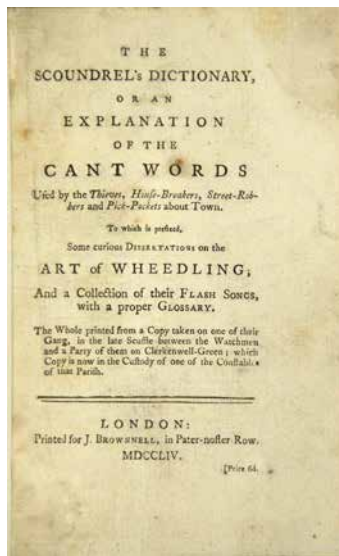 THE
SCOUNDREL's DICTIONARY,
OR AN
EXPLANATION
OF THE
CANT WORDS
Uſed by the Thieves, Houſe-Breakers, Street-Rob-
bers and Pick-Pockets about Town.
To which is prefixed,
Some curious DISSERTATIONS on the
ART of WHEEDLING;
And a Collection of their FLASH SONGS,
with a proper GLOSSARY.
The Whole printed from a Copy taken on one of their
Gang, in the late Scuffle between the Watchmen
and a Party of them on Clerkenwell-Green; which
Copy is now in the Cuſtody of one of the Conſtables
of that Pariſh.
LONDON:
Printed for J. BROWNNELL, in Pater-noſter Row.
MDCCLIV.
[Price 6d.